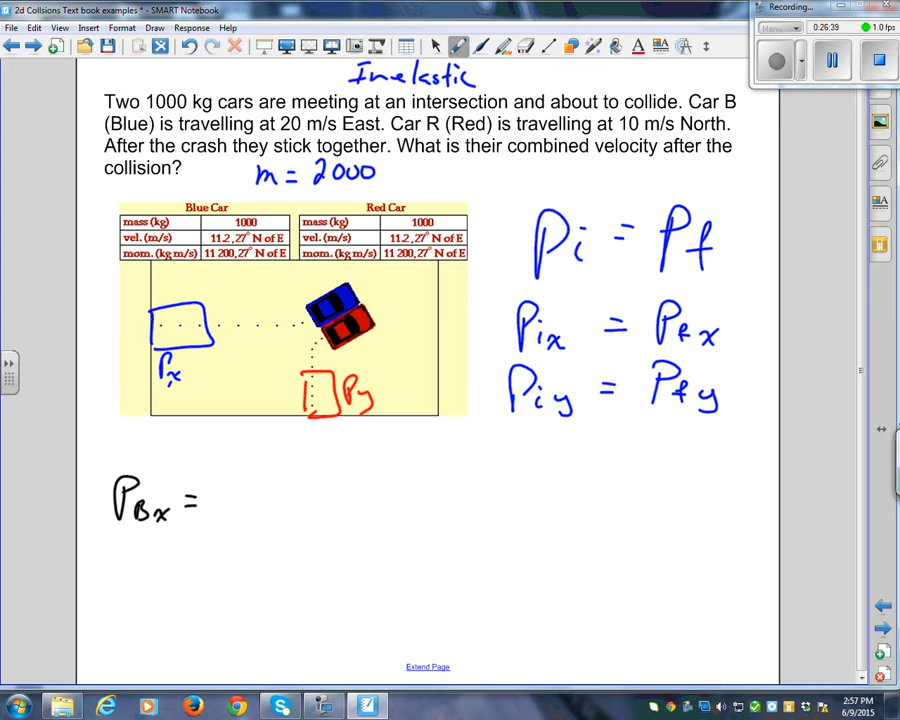 2d Collsions Text book examples * - SMART Notebook
Recording...
File Edit View Insert Format Draw Response Help
Menu
00:26:39
1.0 fps
Inelastic
Two 1000 kg cars are meeting at an intersection and about to collide. Car B
(Blue) is travelling at 20 m/s East. Car R (Red) is travelling at 10 m/s North.
After the crash they stick together. What is their combined velocity after the
collision?
m = 2000
Blue Car Red Car
mass (kg) 1000 mass (kg) 1000
vel. (m/s) 11.2, 27° N of E vel. (m/s) 11.2, 27° N of E
mom. (kg m/s) 11 200, 27° N of E mom. (kg m/s) 11 200, 27° N of E
Pi = Pf
Pix = Pfx
Piy = Pfy
Px
Py
PBx =
Extend Page
2:57 PM
6/9/2015